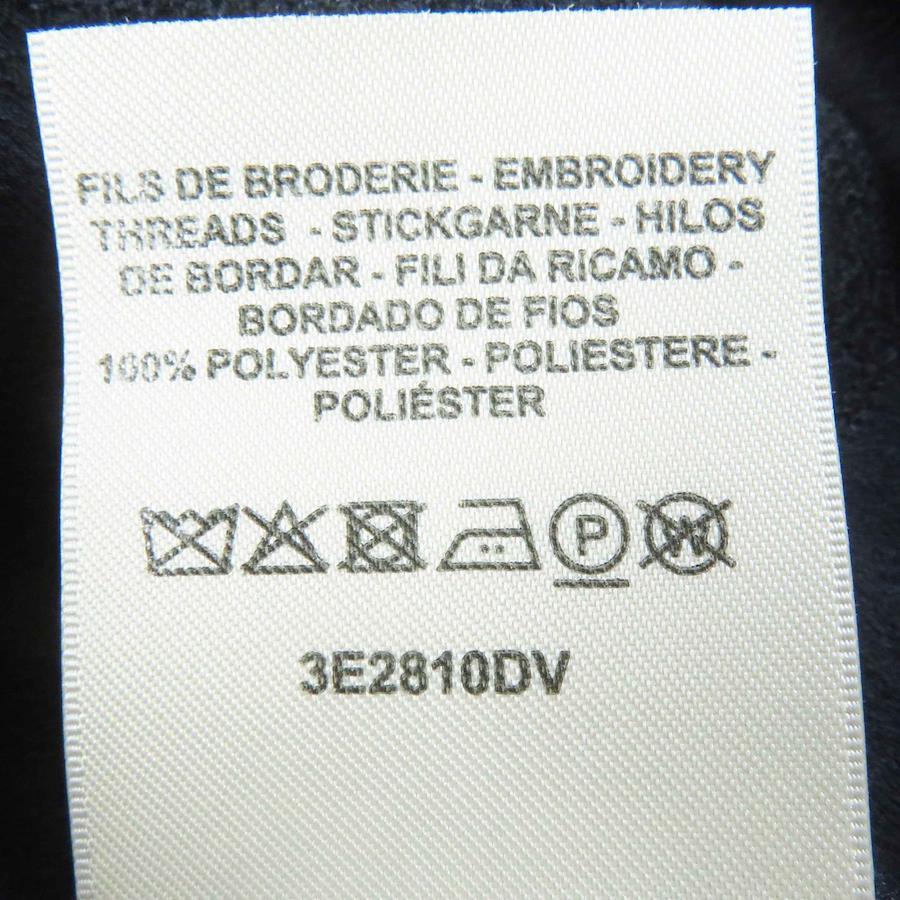 FILS DE BRODERIE - EMBROIDERY
THREADS - STICKGARNE - HILOS
DE BORDAR - FILI DA RICAMO -
BORDADO DE FIOS
100% POLYESTER - POLIESTERE -
POLIÉSTER
P W
3E2810DV